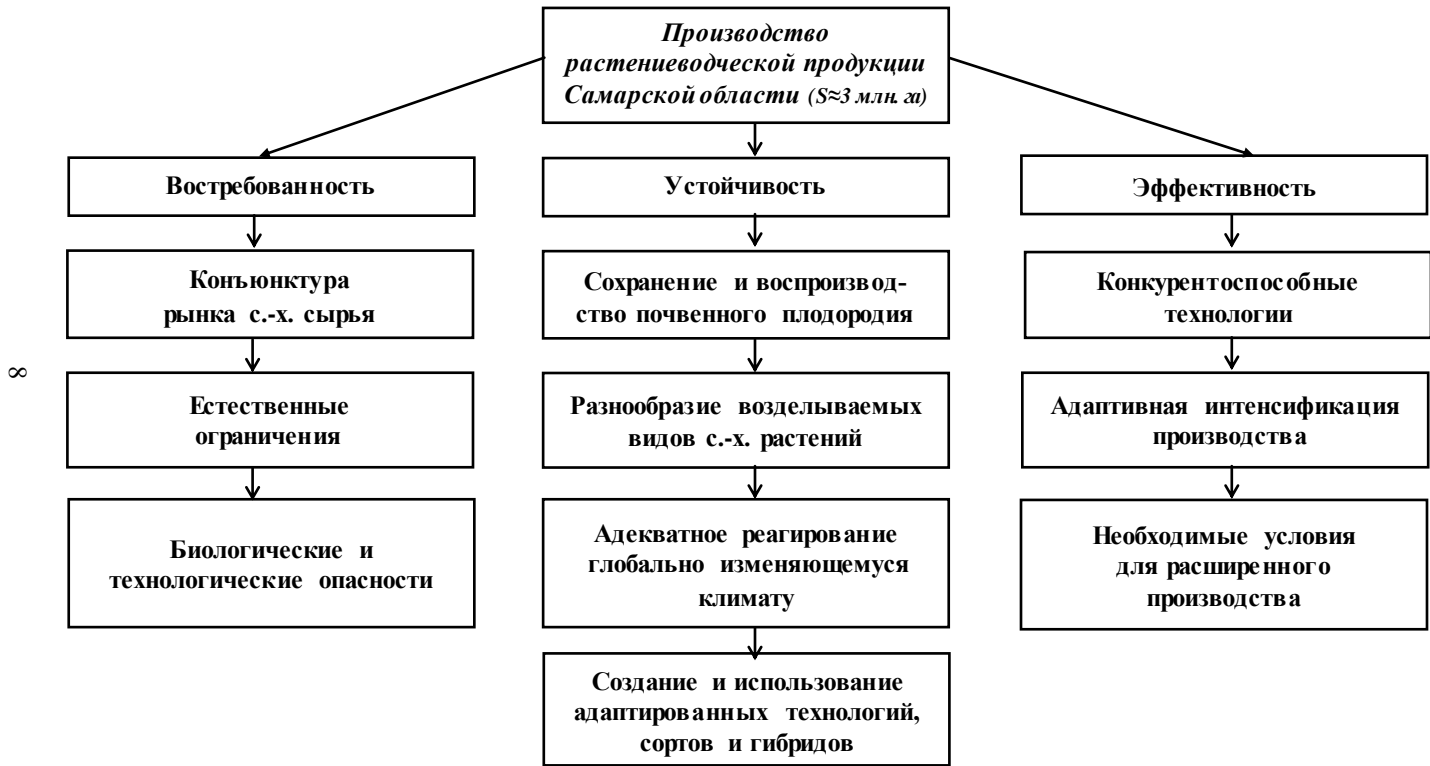 Производство
растениеводческой продукции
Самарской области (S≈3 млн. га)
Востребованность
Устойчивость
Эффективность
Конъюнктура
рынка с.-х. сырья
Сохранение и воспроизвод-
ство почвенного плодородия
Конкурентоспособные
технологии
∞
Естественные
ограничения
Разнообразие возделываемых
видов с.-х. растений
Адаптивная интенсификация
производства
Биологические и
технологические опасности
Адекватное реагирование
глобально изменяющемуся
климату
Необходимые условия
для расширенного
производства
Создание и использование
адаптированных технологий,
сортов и гибридов